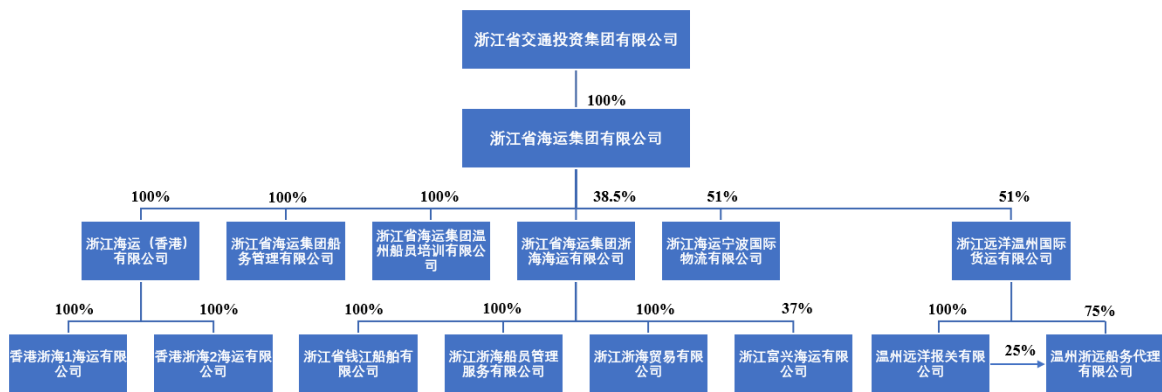 浙江省交通投资集团有限公司
100%
浙江省海运集团有限公司
100%
100%
100%
38.5%
51%
51%
浙江海运（香港）
有限公司
浙江省海运集团船
务管理有限公司
浙江省海运集团温
州船员培训有限公
司
浙江省海运集团浙
海海运有限公司
浙江海运宁波国际
物流有限公司
浙江远洋温州国际
货运有限公司
100%
100%
100%
100%
100%
37%
100%
75%
香港浙海1海运有限
公司
香港浙海2海运有限
公司
浙江省钱江船舶有
限公司
浙江浙海船员管理
服务有限公司
浙江浙海贸易有限
公司
浙江富兴海运有限
公司
温州远洋报关有限
公司
25%
温州浙远船务代理
有限公司